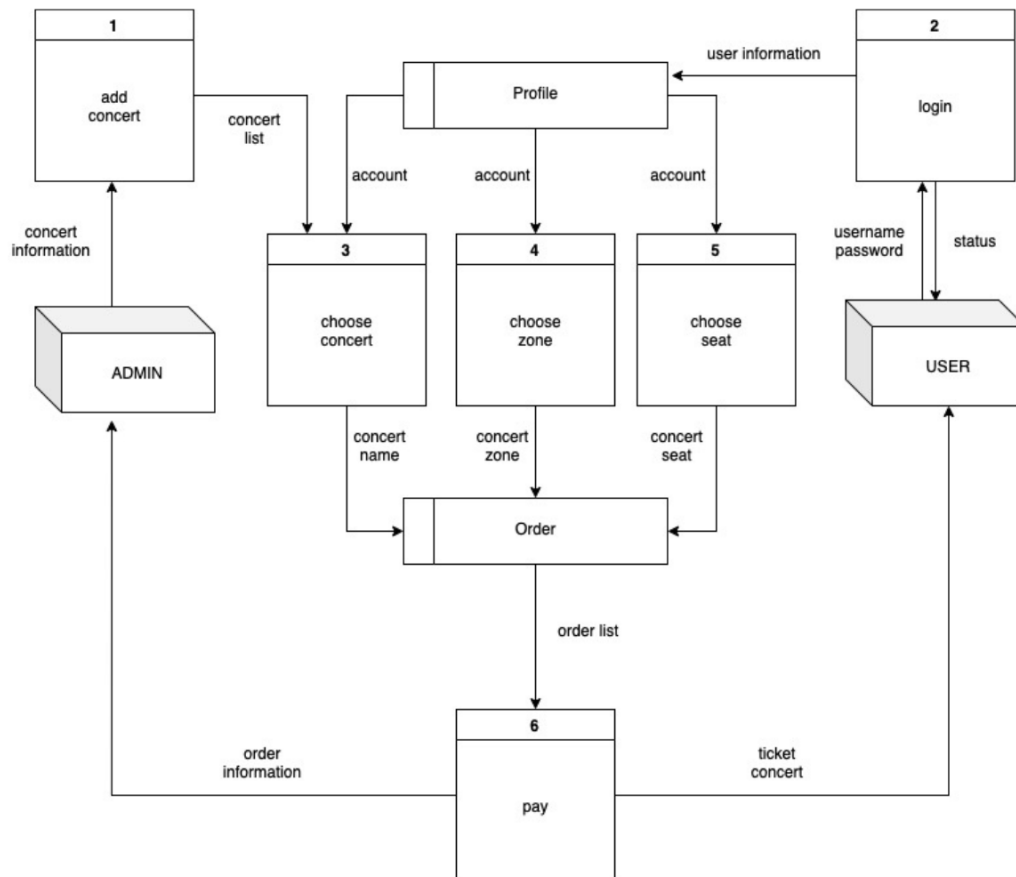 1
add
concert
2
login
user information
Profile
concert
list
account
account
account
concert
information
username
password
status
3
choose
concert
4
choose
zone
5
choose
seat
ADMIN
USER
concert
name
concert
zone
concert
seat
Order
order list
6
pay
order
information
ticket
concert